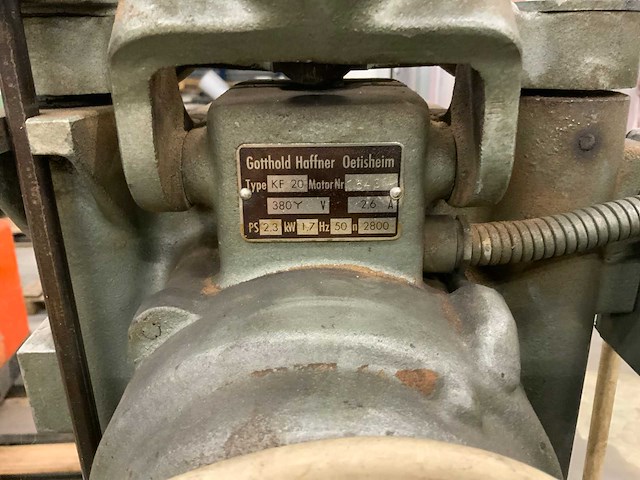 Gotthold Haffner Oetisheim
Type KF 20 Motor Nr
380 Y V 2.6 A
PS 2.3 kW 1.7 Hz 50 n 2800